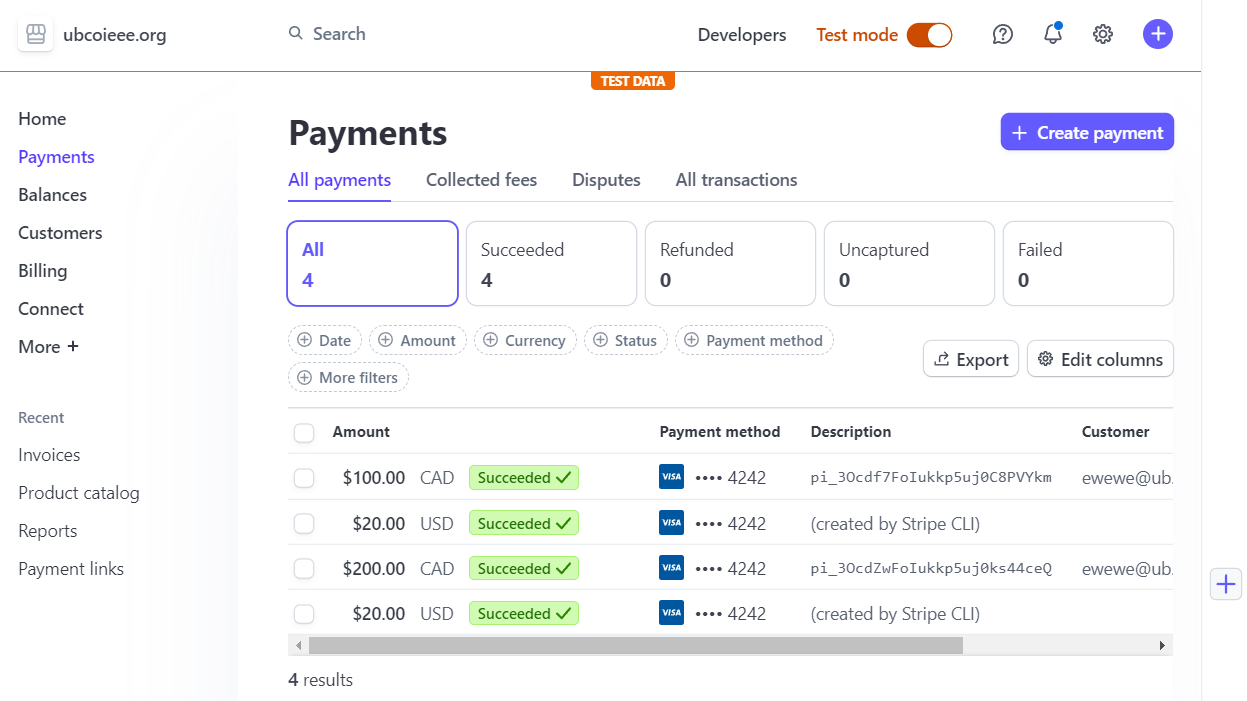 ubcoieee.org
Search
Developers
Test mode
TEST DATA
Home
Payments
Balances
Customers
Billing
Connect
More +
Recent
Invoices
Product catalog
Reports
Payment links
Payments
+ Create payment
All payments Collected fees Disputes All transactions
All Succeeded Refunded Uncaptured Failed
4 4 0 0 0
Date Amount Currency Status Payment method
More filters
Export Edit columns
Amount Payment method Description Customer
$100.00 CAD Succeeded ✓ VISA •••• 4242 pi_3Ocdf7FoIukkp5uj0C8PVYkm ewewe@ub.
$20.00 USD Succeeded ✓ VISA •••• 4242 (created by Stripe CLI)
$200.00 CAD Succeeded ✓ VISA •••• 4242 pi_3OcdZwFoIukkp5uj0ks44ceQ ewewe@ub.
$20.00 USD Succeeded ✓ VISA •••• 4242 (created by Stripe CLI)
4 results